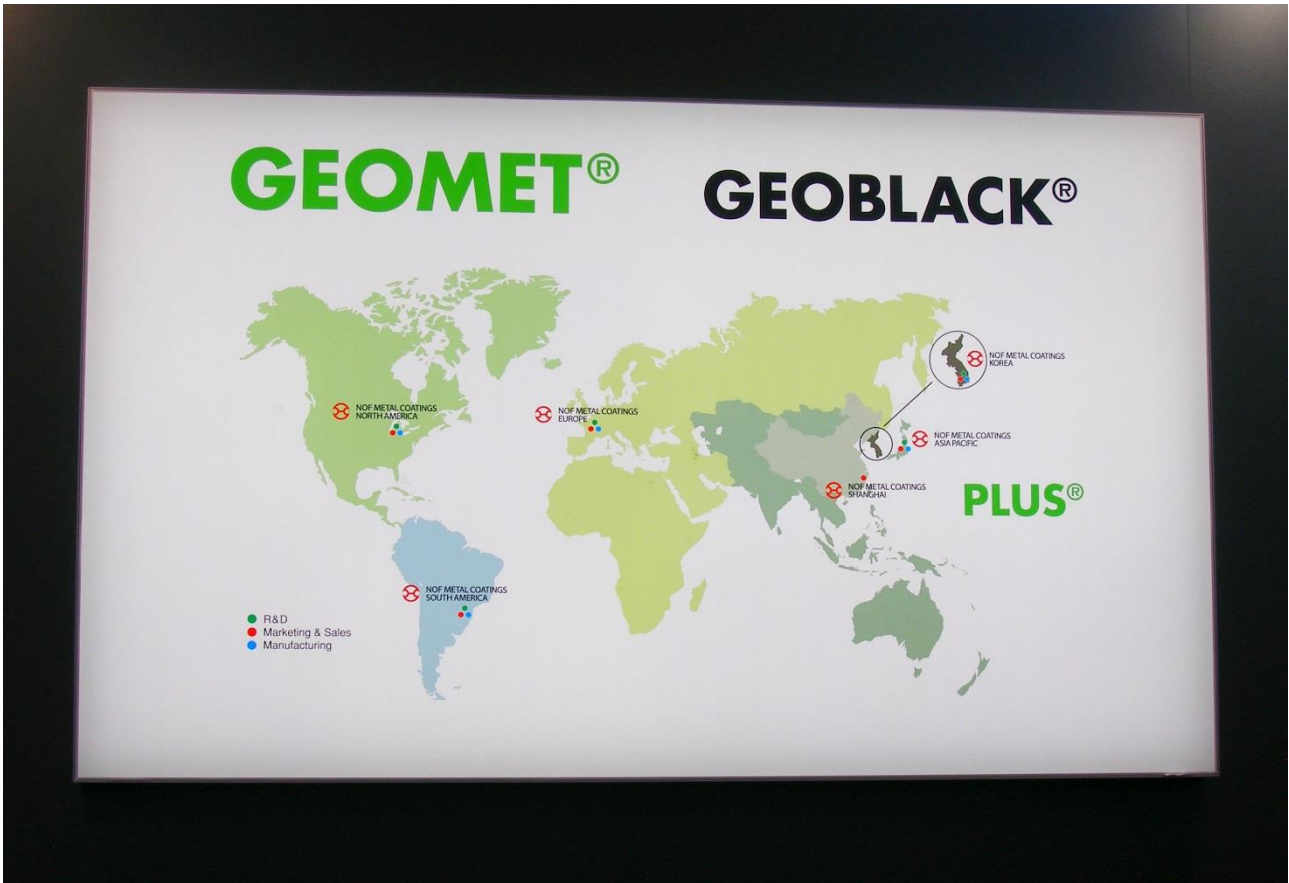 GEOMET®
GEOBLACK®
NOF METAL COATINGS
KOREA
NOF METAL COATINGS
NORTH AMERICA
NOF METAL COATINGS
EUROPE
NOF METAL COATINGS
ASIA PACIFIC
NOF METAL COATINGS
SHANGHAI
PLUS®
NOF METAL COATINGS
SOUTH AMERICA
R&D
Marketing & Sales
Manufacturing